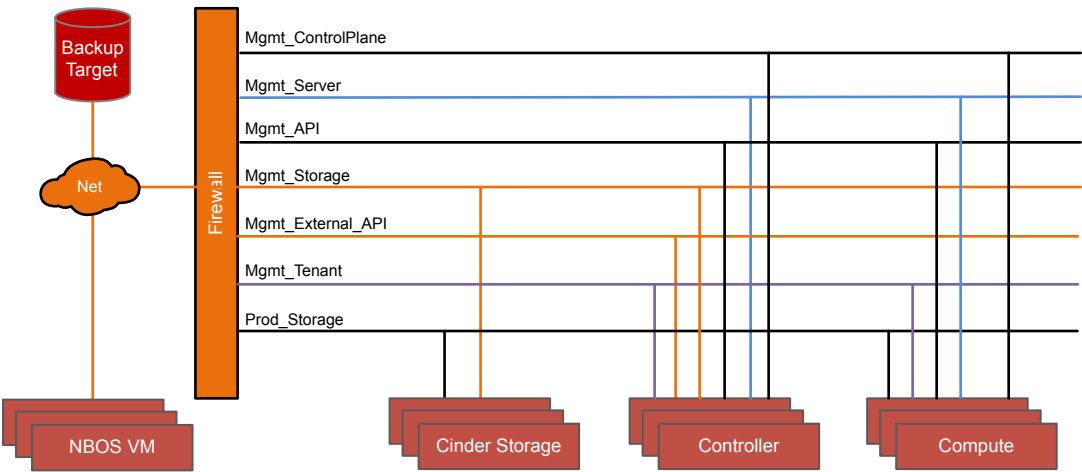 Backup
Target
Net
Firewall
Mgmt_ControlPlane
Mgmt_Server
Mgmt_API
Mgmt_Storage
Mgmt_External_API
Mgmt_Tenant
Prod_Storage
NBOS VM
Cinder Storage
Controller
Compute